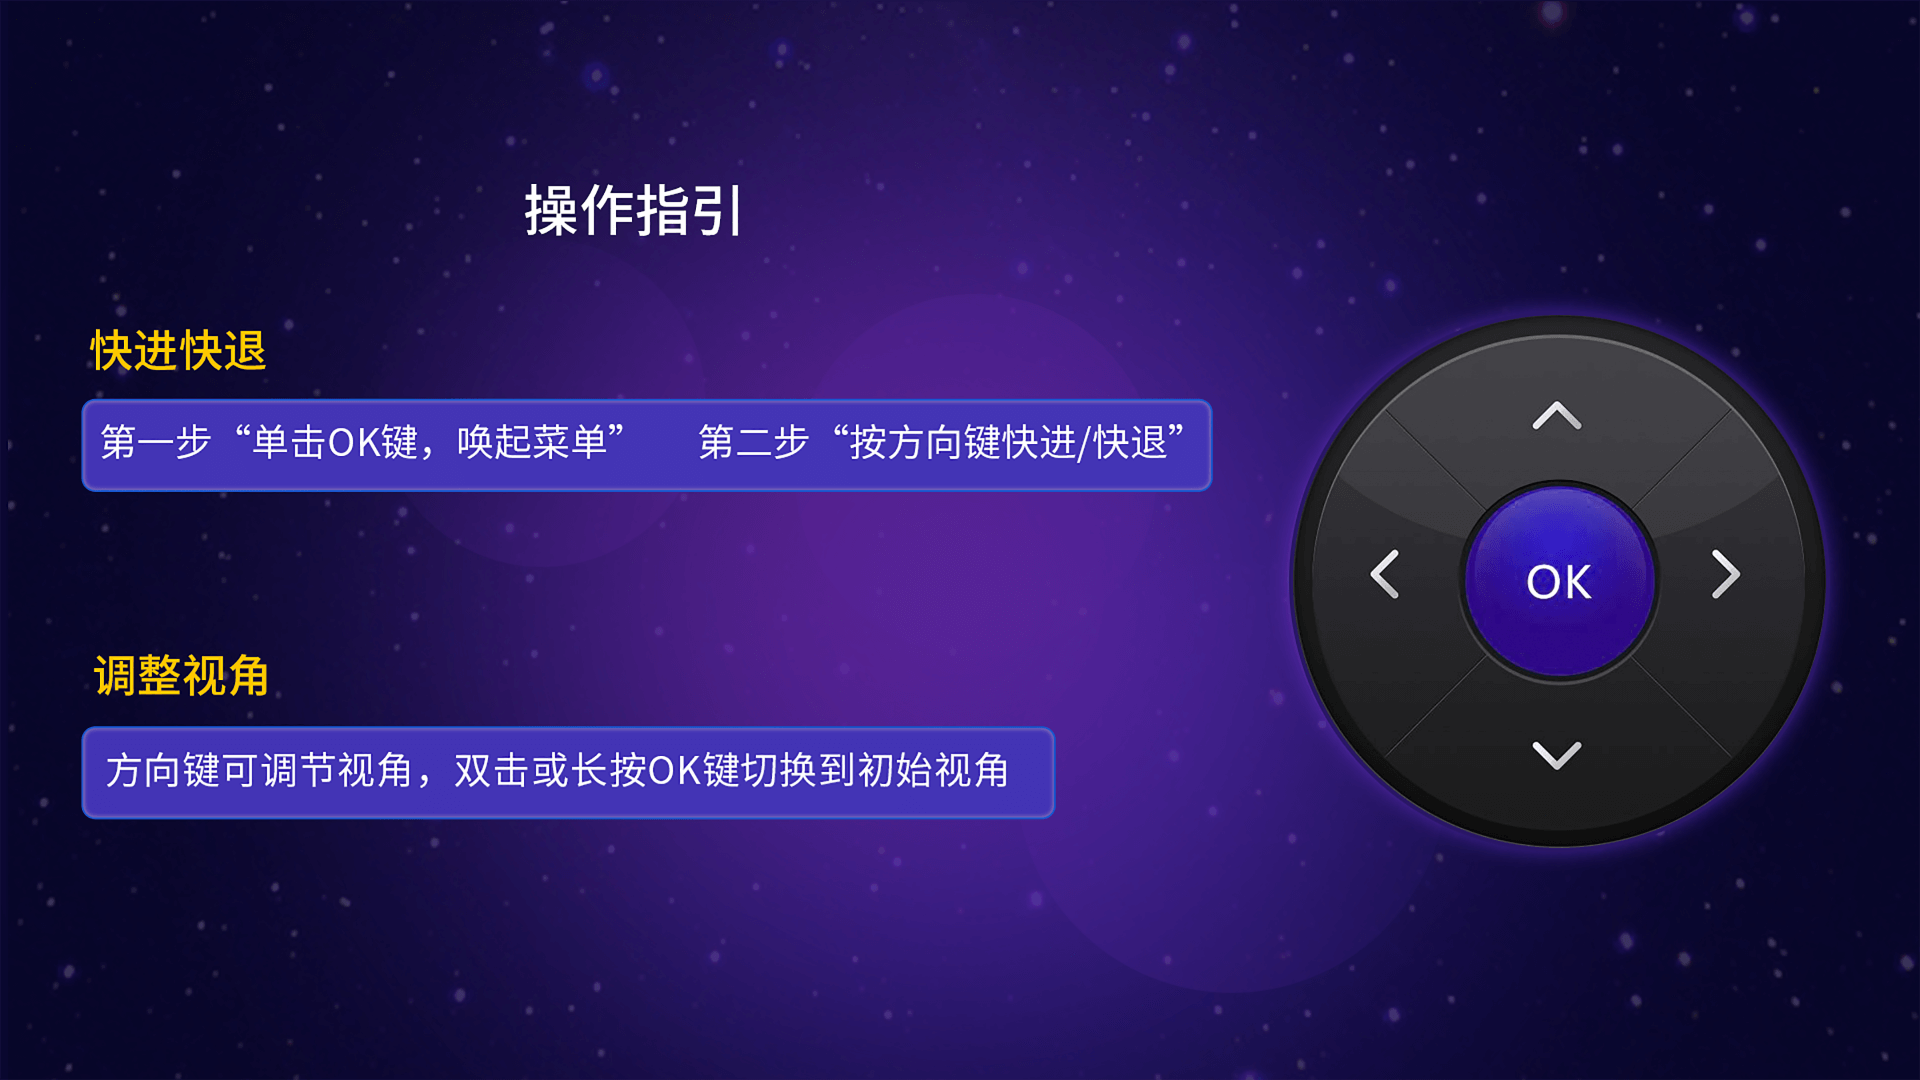 操作指引
快进快退
第一步“单击OK键，唤起菜单” 第二步“按方向键快进/快退”
调整视角
方向键可调节视角，双击或长按OK键切换到初始视角
OK